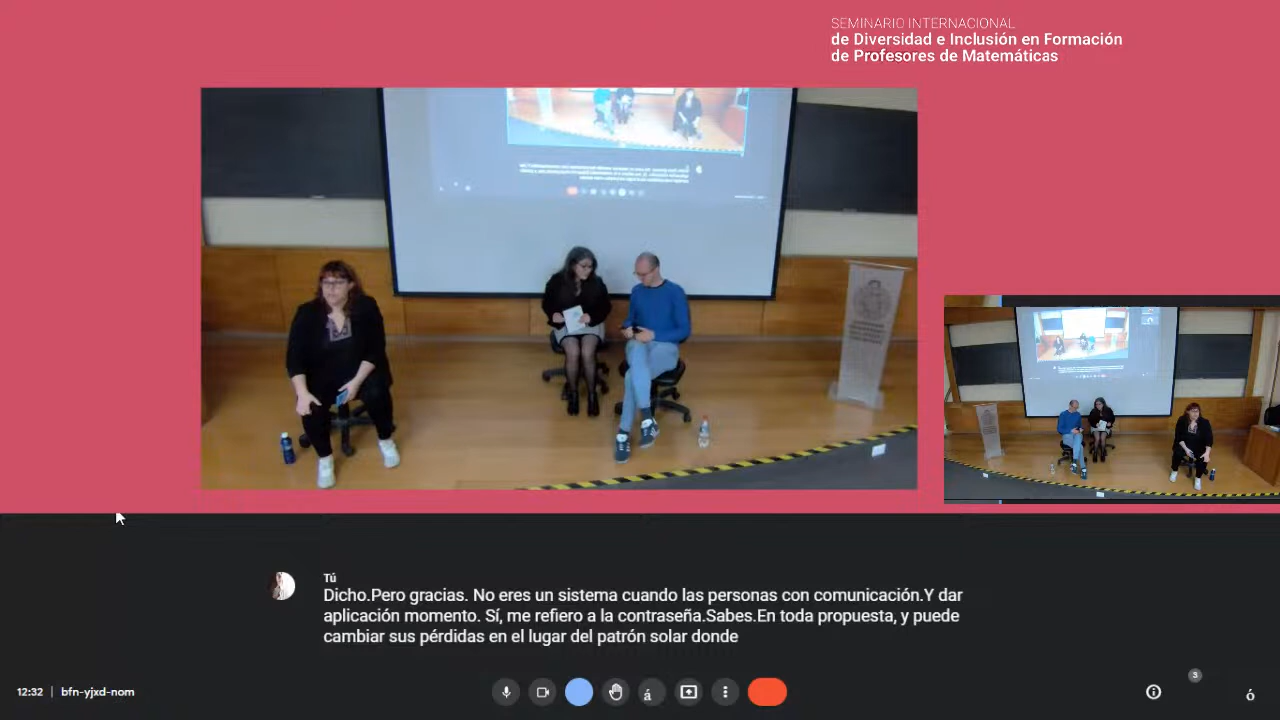 SEMINARIO INTERNACIONAL
de Diversidad e Inclusión en Formación
de Profesores de Matemáticas
Tú
Dicho.Pero gracias. No eres un sistema cuando las personas con comunicación.Y dar
aplicación momento. Sí, me refiero a la contraseña.Sabes.En toda propuesta, y puede
cambiar sus pérdidas en el lugar del patrón solar donde
12:32 | bfn-yjxd-nom
á
3
ó